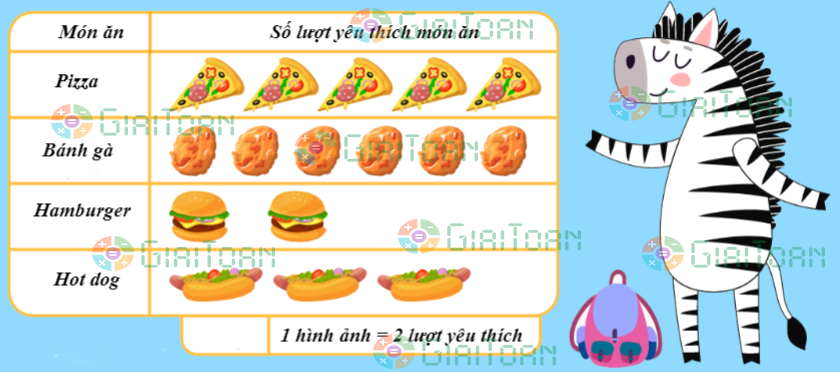 Món ăn Số lượt yêu thích món ăn
GiaiToan
Pizza
GiaiToan
GiaiToan
Bánh gà
GiaiToan
Hamburger
GiaiToan
GiaiToan
GiaiToan
Hot dog
1 hình ảnh = 2 lượt yêu thích
GiaiToan